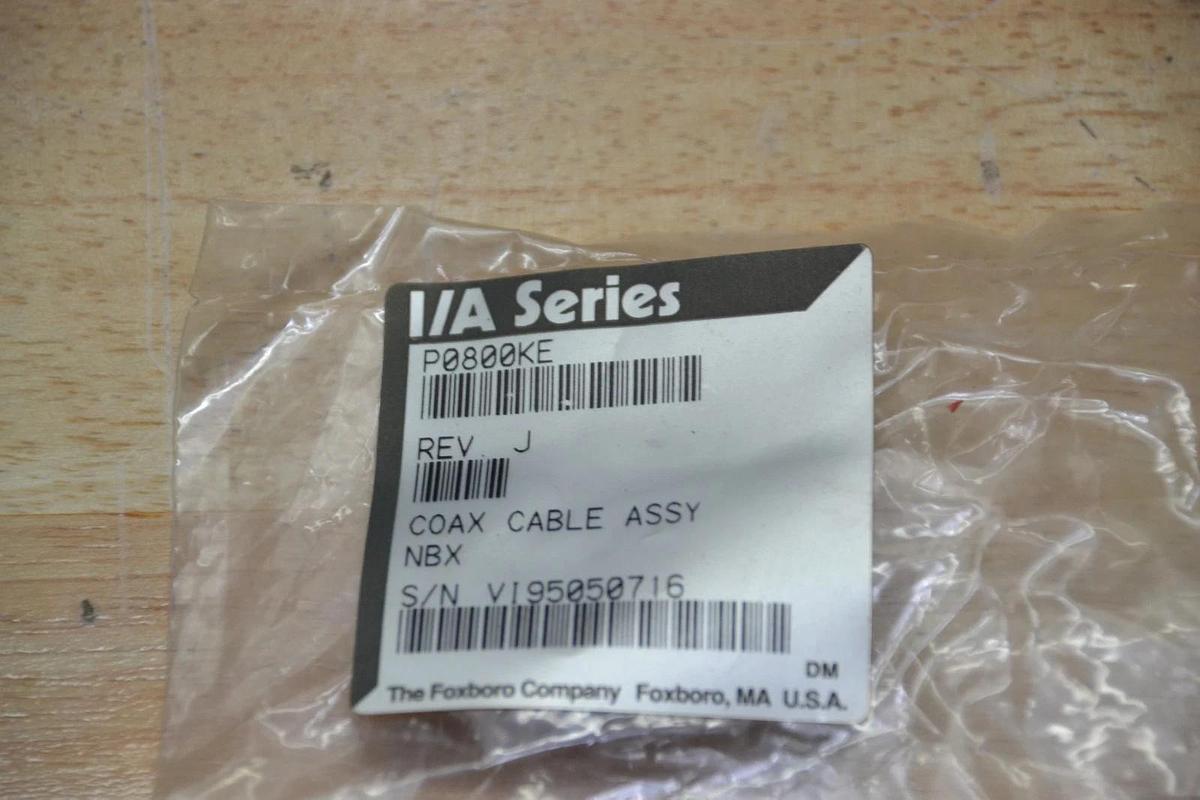 I/A Series
P0800KE
REV. J
COAX CABLE ASSY
NBX
S/N VI95050716
DM
The Foxboro Company Foxboro, MA U.S.A.